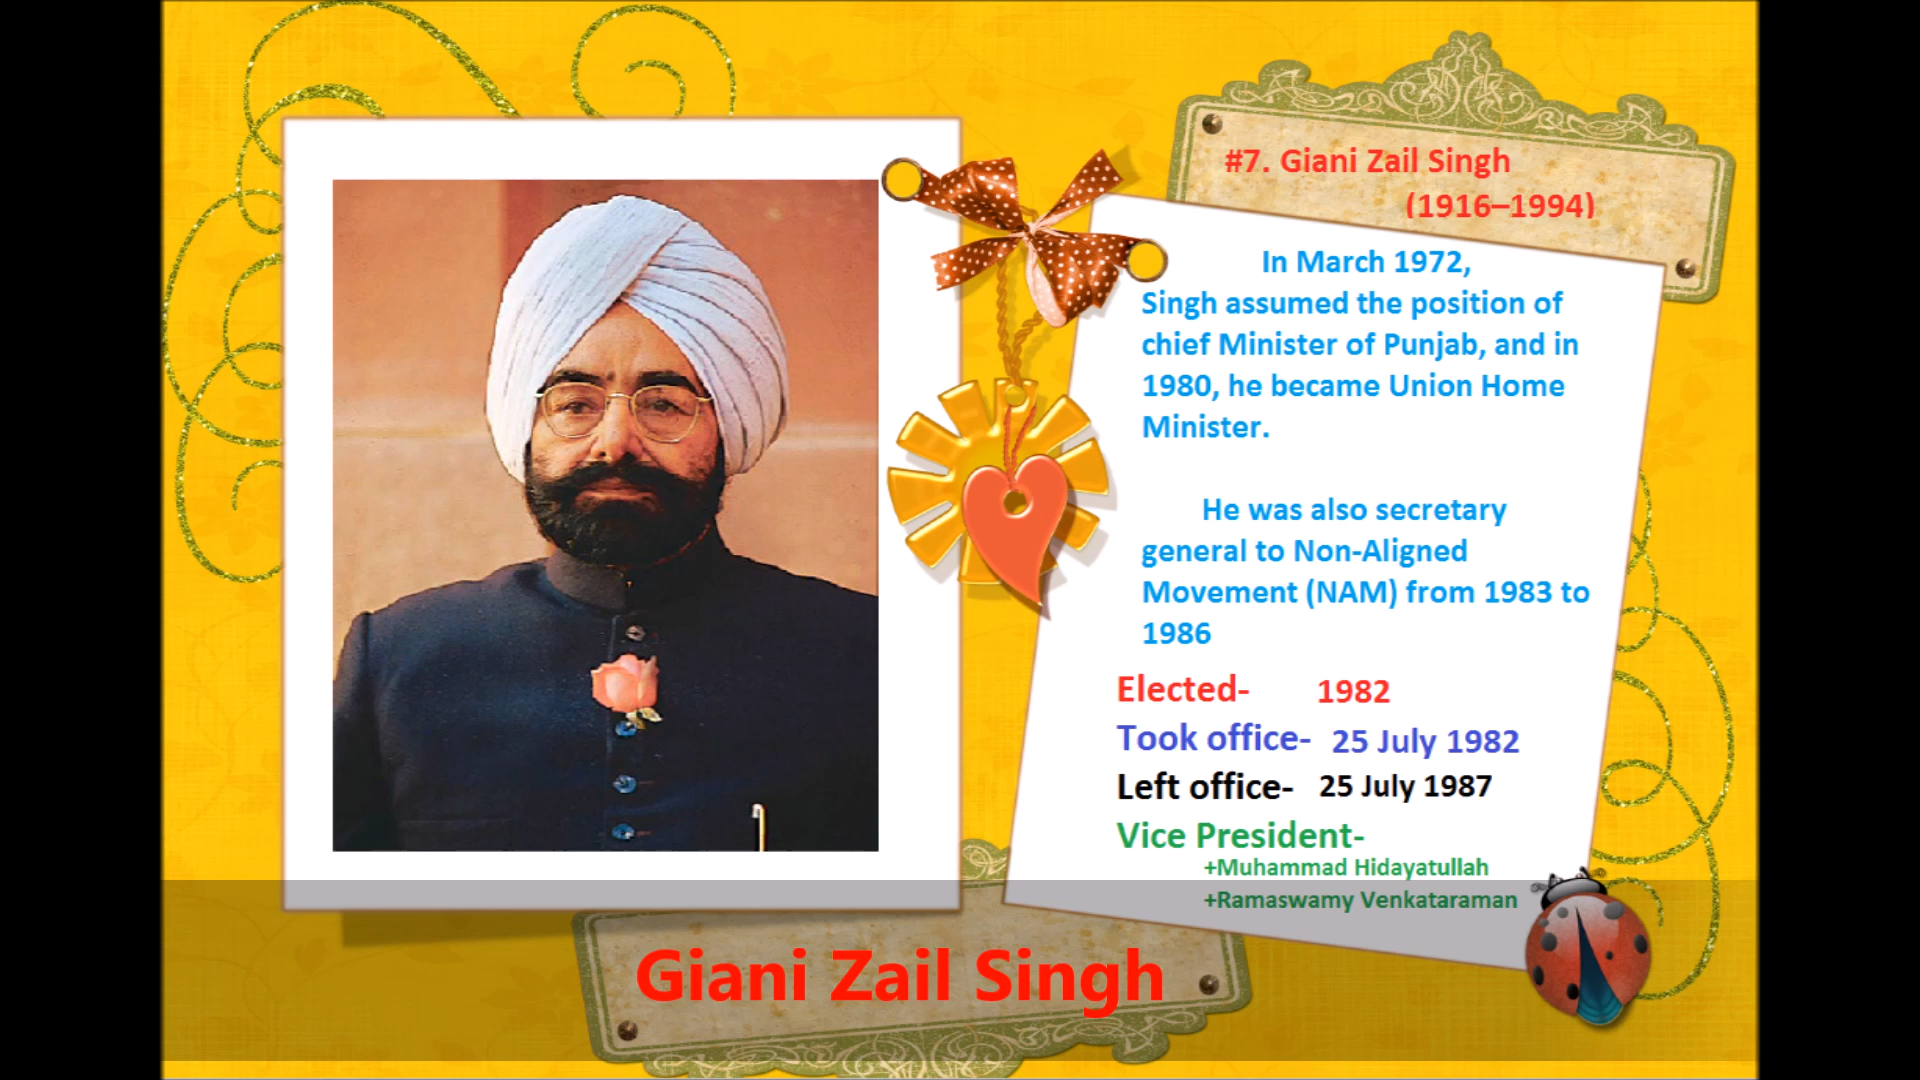 #7. Giani Zail Singh
(1916–1994)
In March 1972,
Singh assumed the position of
chief Minister of Punjab, and in
1980, he became Union Home
Minister.
He was also secretary
general to Non-Aligned
Movement (NAM) from 1983 to
1986
Elected- 1982
Took office- 25 July 1982
Left office- 25 July 1987
Vice President-
+Muhammad Hidayatullah
+Ramaswamy Venkataraman
Giani Zail Singh